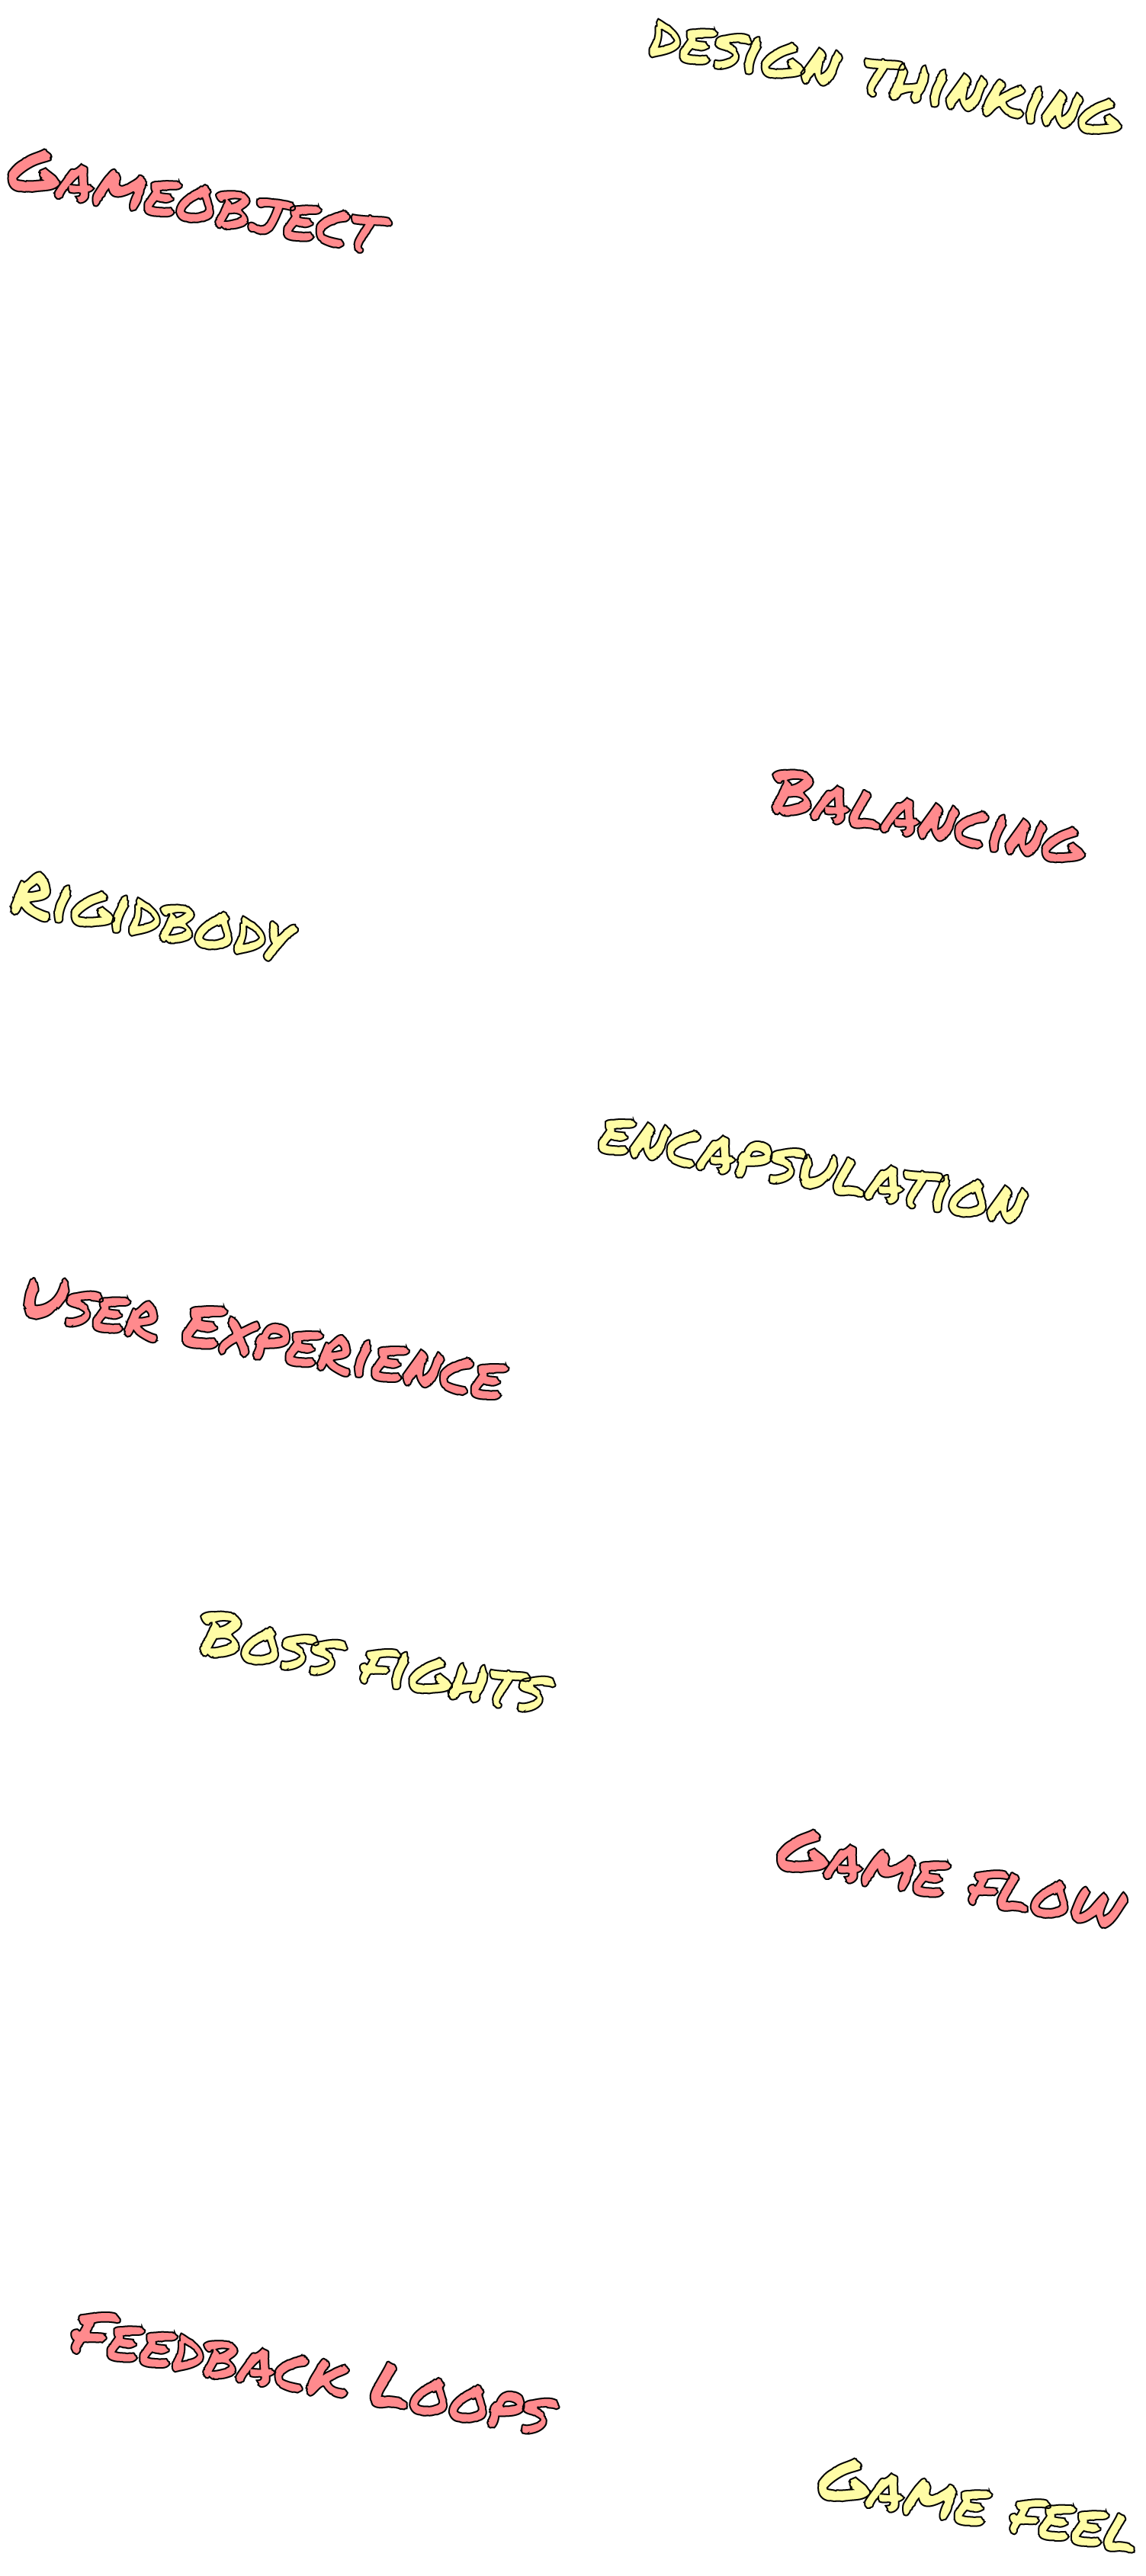 design thinking
Gameobject
Balancing
Rigidbody
encapsulation
User Experience
Boss fights
Game flow
Feedback Loops
Game feel